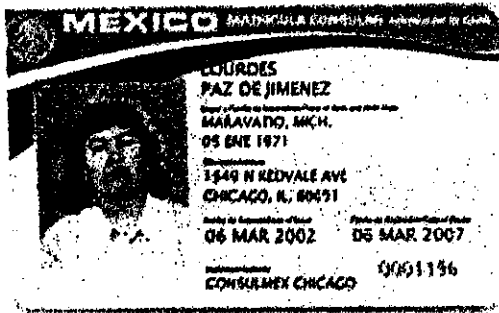 MEXICO MATRICULA CONSULAR
LOURDES
PAZ DE JIMENEZ
MARAVATIO, MICH.
05 ENE 1971
1549 N KEDVALE AVE
CHICAGO, IL, 60651
06 MAR 2002
06 MAR 2007
CONSULMEX CHICAGO
0001196